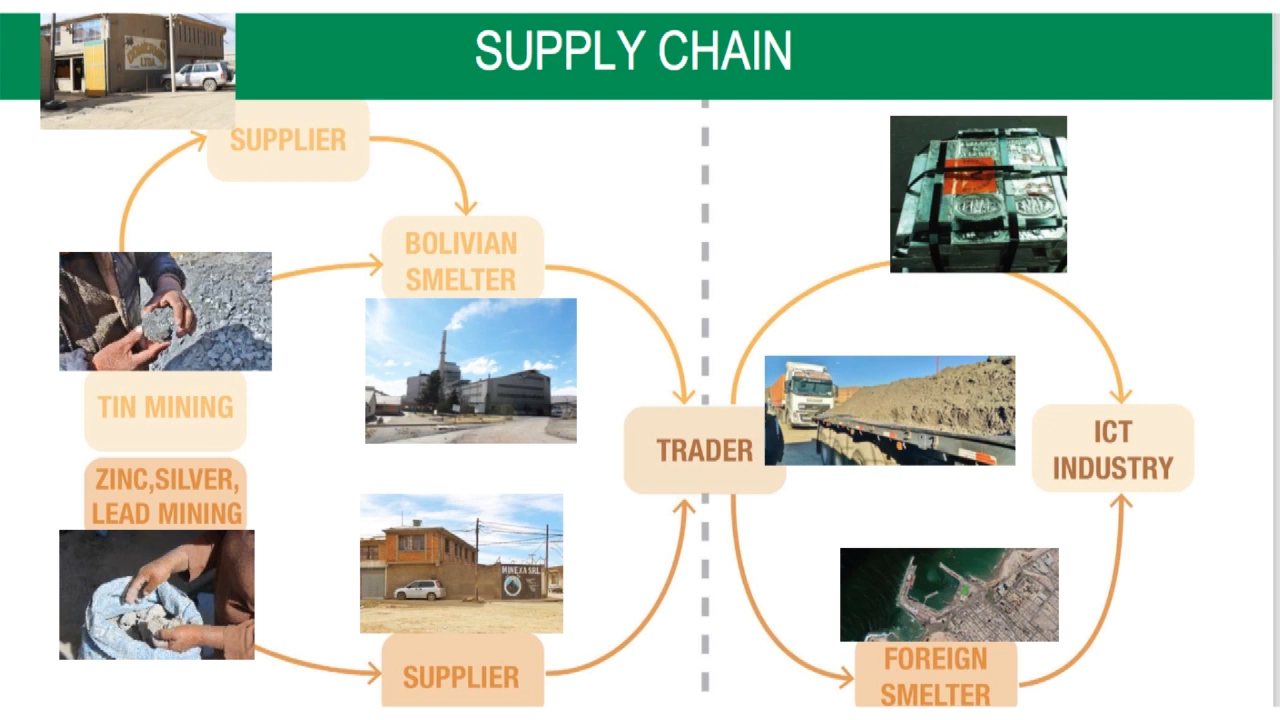 SUPPLY CHAIN
SUPPLIER
BOLIVIAN
SMELTER
TIN MINING
ZINC,SILVER,
LEAD MINING
TRADER
ICT
INDUSTRY
MINEXA SRL
SUPPLIER
FOREIGN
SMELTER